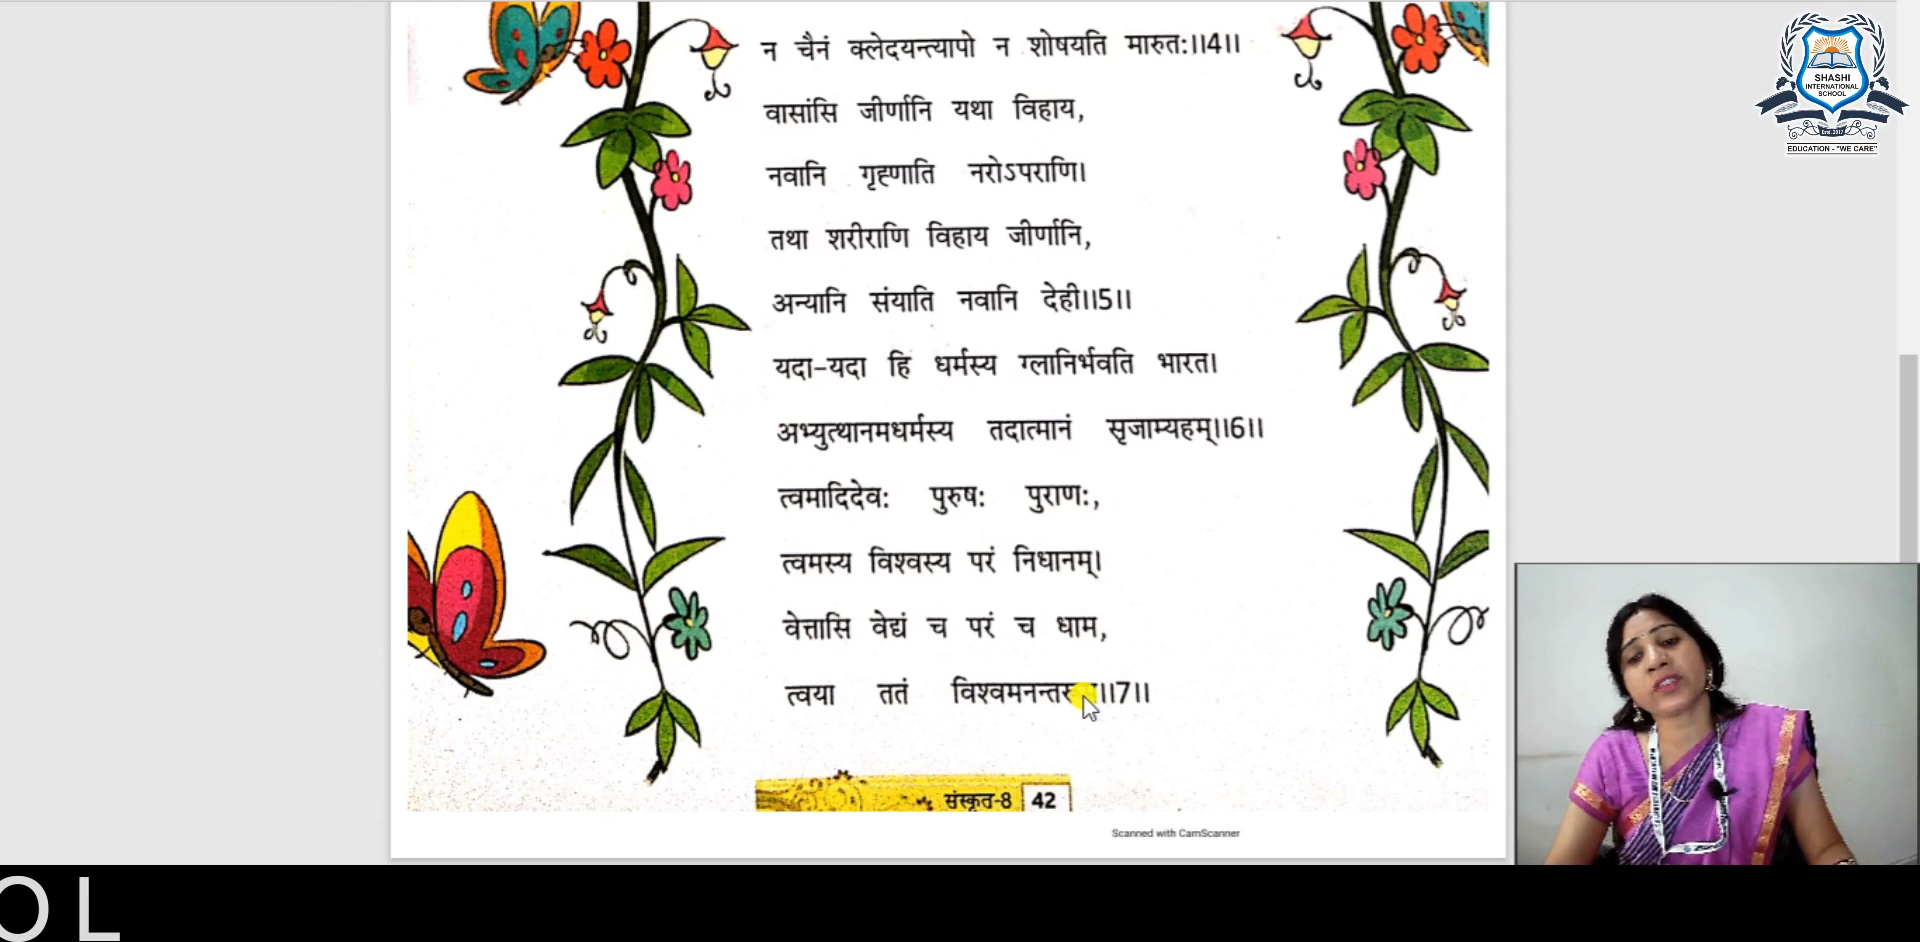 न चैनं क्लेदयन्त्यापो न शोषयति मारुतः।।4।।
वासांसि जीर्णानि यथा विहाय,
नवानि गृह्णाति नरोऽपराणि।
तथा शरीराणि विहाय जीर्णानि,
अन्यानि संयाति नवानि देही।।5।।
यदा-यदा हि धर्मस्य ग्लानिर्भवति भारत।
अभ्युत्थानमधर्मस्य तदात्मानं सृजाम्यहम्।।6।।
त्वमादिदेवः पुरुषः पुराणः,
त्वमस्य विश्वस्य परं निधानम्।
वेत्तासि वेद्यं च परं च धाम,
त्वया ततं ।।7।।
संस्कृत-8 42
Scanned with CamScanner
SHASHI
INTERNATIONAL
SCHOOL
Estd. 2017
EDUCATION - "WE CARE"
O L